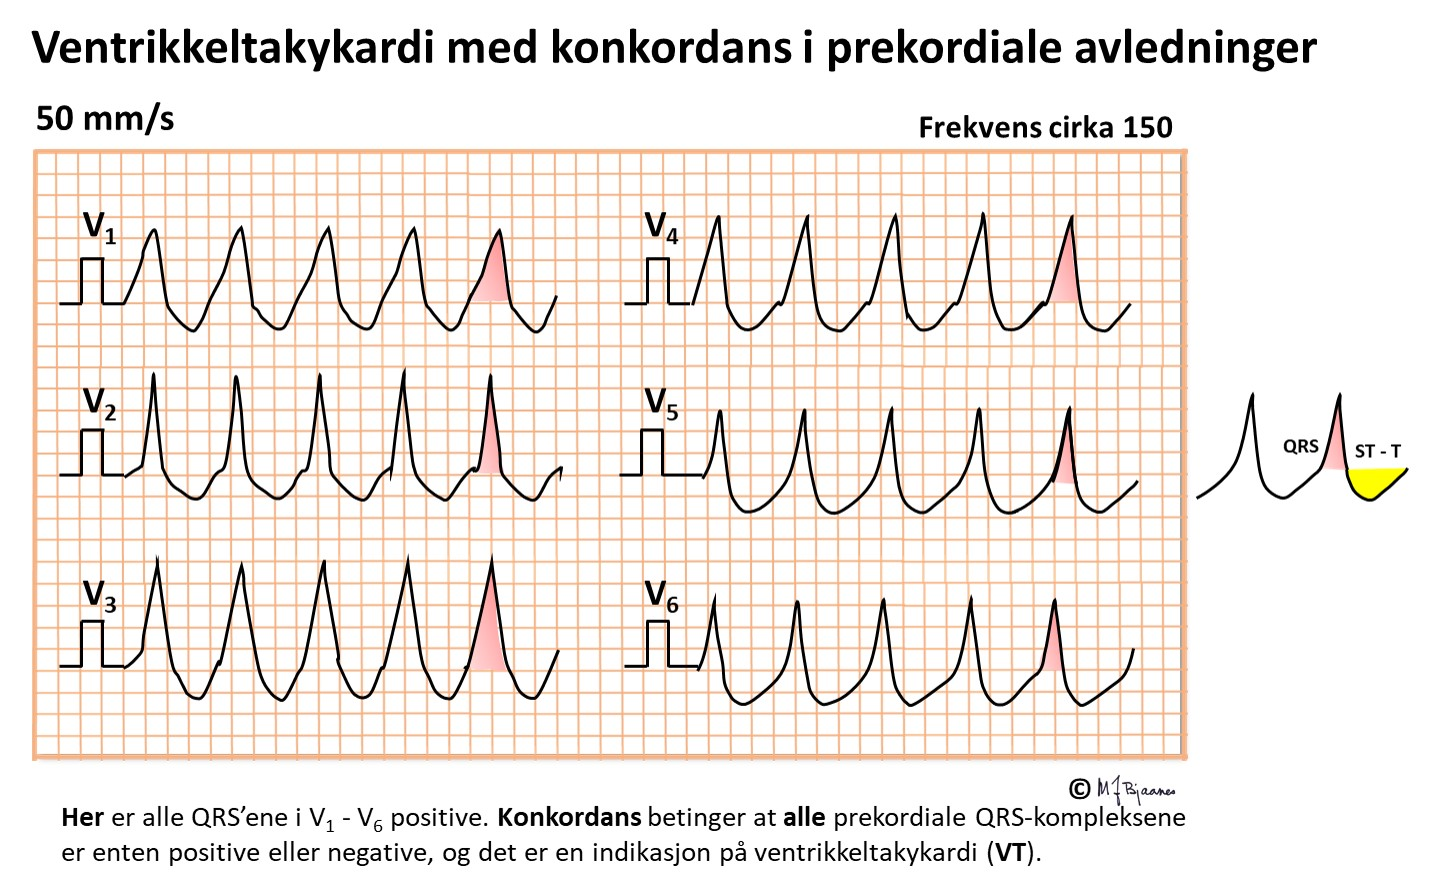 Ventrikkeltakykardi med konkordans i prekordiale avledninger
50 mm/s
Frekvens cirka 150
V1
V4
V2
V5
QRS
ST - T
V3
V6
© M J Bjaanes
Her er alle QRS’ene i V1 - V6 positive. Konkordans betinger at alle prekordiale QRS-kompleksene
er enten positive eller negative, og det er en indikasjon på ventrikkeltakykardi (VT).